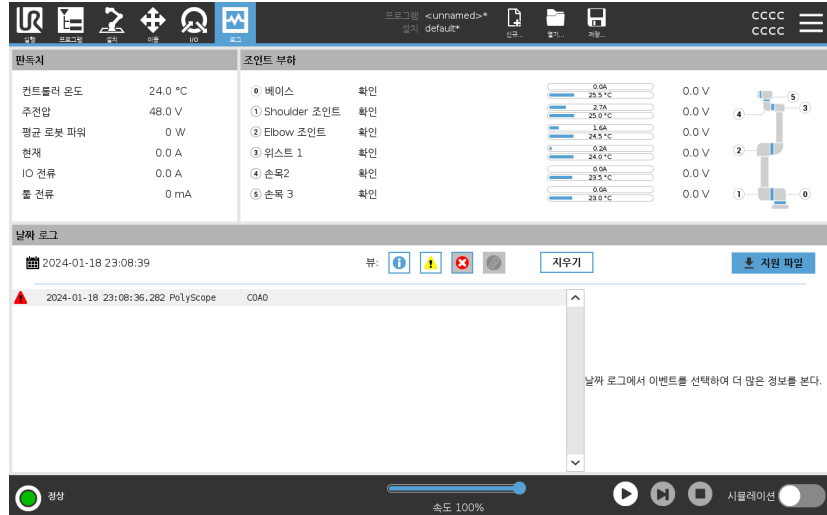 UR
프로그램 <unnamed>*
설치 default*
cccc
cccc
실행 프로그램 설치 이동 I/O 로그 신규... 열기... 저장...
판독치 조인트 부하
컨트롤러 온도 24.0 °C 0 베이스 확인 0.0A 25.5 °C 0.0 V
주전압 48.0 V 1 Shoulder 조인트 확인 2.7A 25.0 °C 0.0 V
평균 로봇 파워 0 W 2 Elbow 조인트 확인 1.6A 24.5 °C 0.0 V
현재 0.0 A 3 위스트 1 확인 0.2A 24.0 °C 0.0 V
IO 전류 0.0 A 4 손목2 확인 0.0A 23.5 °C 0.0 V
툴 전류 0 mA 5 손목 3 확인 0.0A 23.0 °C 0.0 V
5
4 3
2
1 0
날짜 로그
2024-01-18 23:08:39 뷰: 지우기 지원 파일
2024-01-18 23:08:36.282 PolyScope C0A0
날짜 로그에서 이벤트를 선택하여 더 많은 정보를 본다.
정상 속도 100% 시뮬레이션